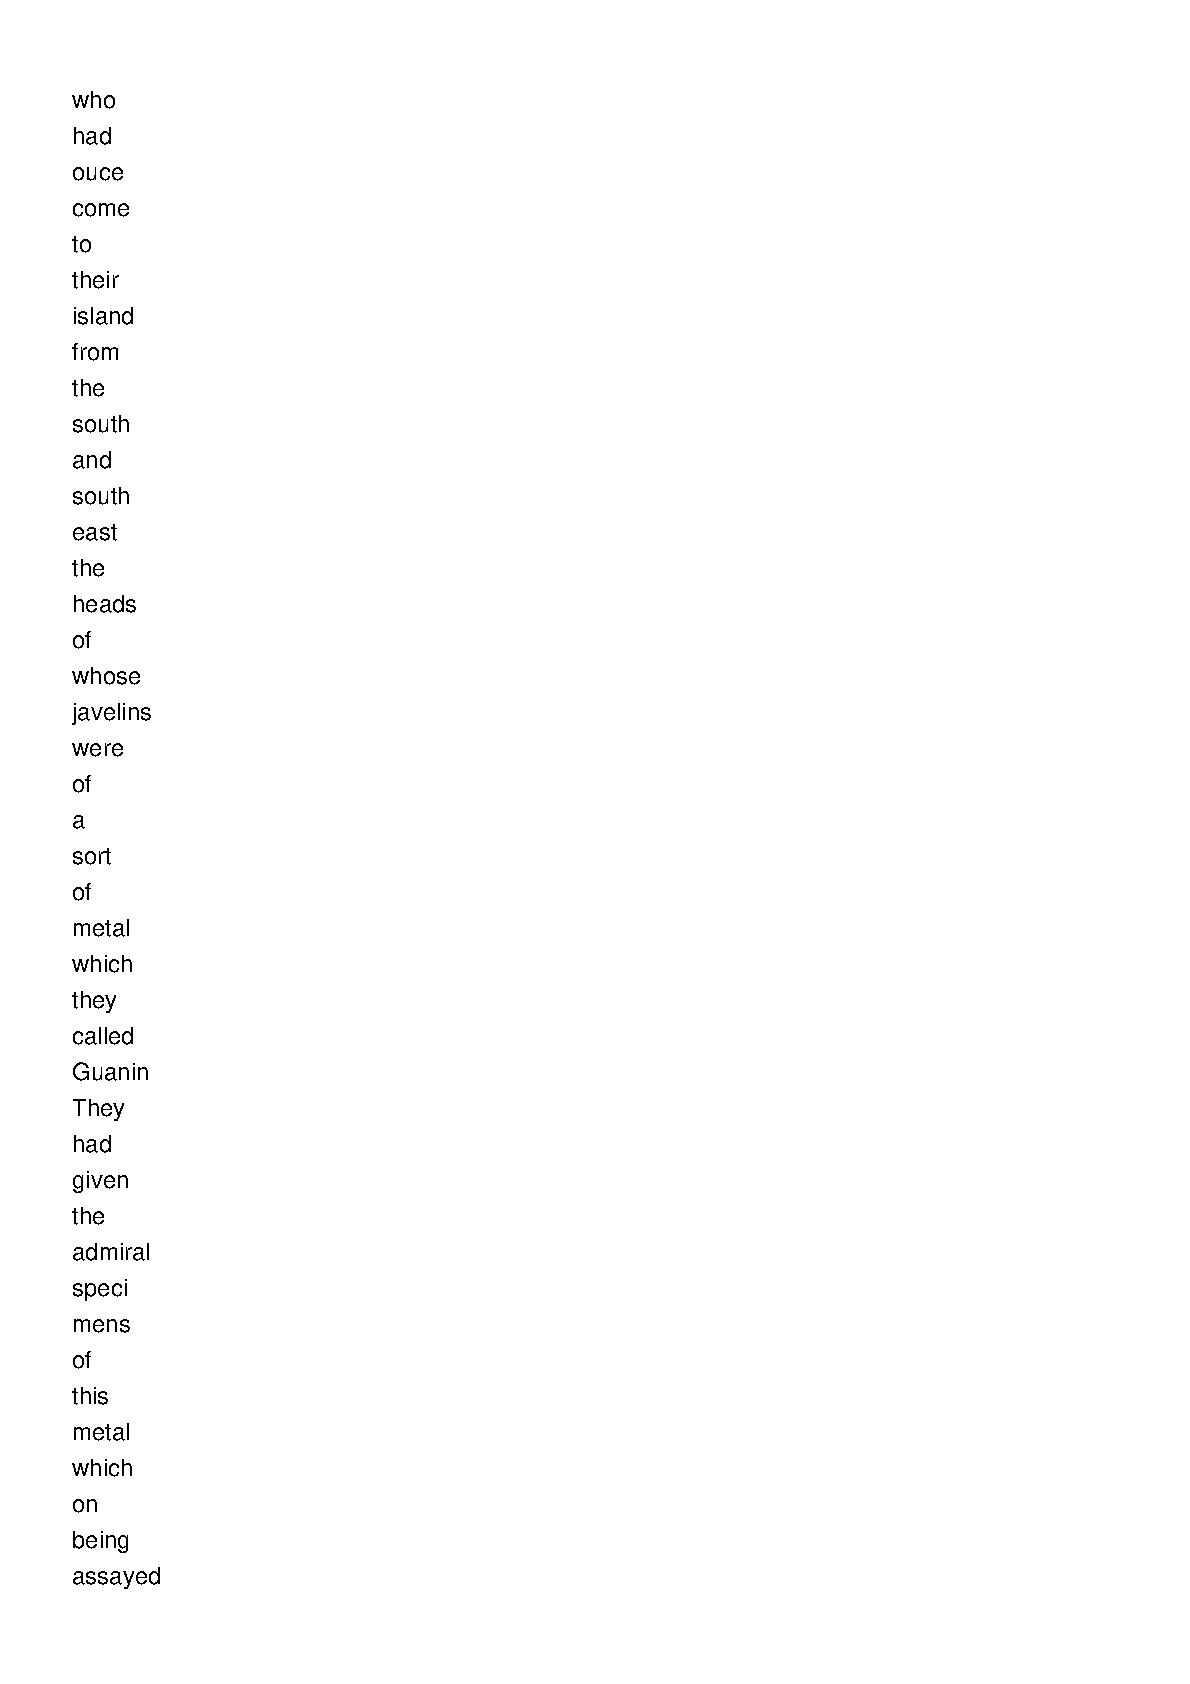 who
had
ouce
come
to
their
island
from
the
south
and
south
east
the
heads
of
whose
javelins
were
of
a
sort
of
metal
which
they
called
Guanin
They
had
given
the
admiral
speci
mens
of
this
metal
which
on
being
assayed